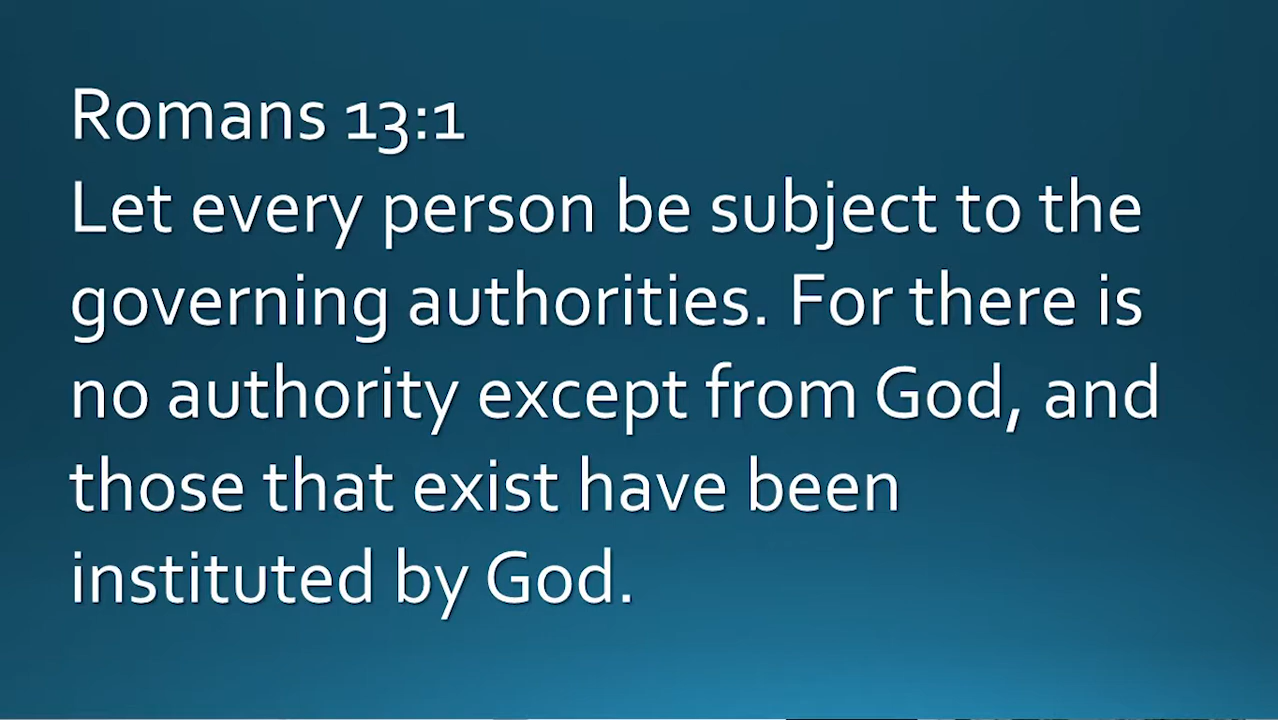 Romans 13:1
Let every person be subject to the
governing authorities. For there is
no authority except from God, and
those that exist have been
instituted by God.